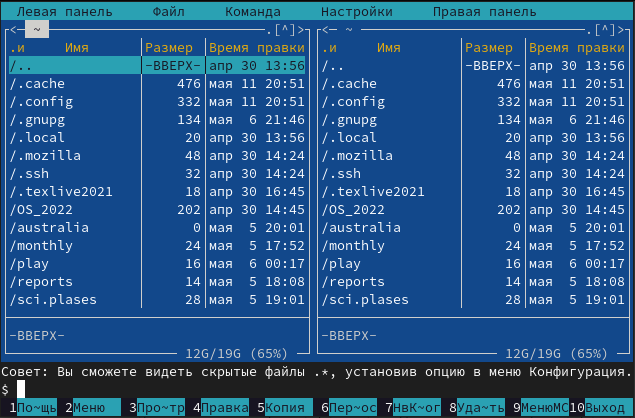 Левая панель Файл Команда Настройки Правая панель
<─ ~ .[^]> <─ ~ .[^]>
.и Имя Размер Время правки .и Имя Размер Время правки
/.. -ВВЕРХ- апр 30 13:56 /.. -ВВЕРХ- апр 30 13:56
/.cache 476 мая 11 20:51 /.cache 476 мая 11 20:51
/.config 332 мая 11 20:51 /.config 332 мая 11 20:51
/.gnupg 134 мая 6 21:46 /.gnupg 134 мая 6 21:46
/.local 20 апр 30 13:56 /.local 20 апр 30 13:56
/.mozilla 48 апр 30 14:24 /.mozilla 48 апр 30 14:24
/.ssh 32 апр 30 14:24 /.ssh 32 апр 30 14:24
/.texlive2021 18 апр 30 16:45 /.texlive2021 18 апр 30 16:45
/OS_2022 202 апр 30 14:45 /OS_2022 202 апр 30 14:45
/australia 0 мая 5 20:01 /australia 0 мая 5 20:01
/monthly 24 мая 5 17:52 /monthly 24 мая 5 17:52
/play 16 мая 6 00:17 /play 16 мая 6 00:17
/reports 14 мая 5 18:08 /reports 14 мая 5 18:08
/sci.plases 28 мая 5 19:01 /sci.plases 28 мая 5 19:01
-ВВЕРХ- -ВВЕРХ-
12G/19G (65%) 12G/19G (65%)
Совет: Вы сможете видеть скрытые файлы .*, установив опцию в меню Конфигурация.
$
1По~щь 2Меню 3Про~тр 4Правка 5Копия 6Пер~ос 7НвК~ог 8Уда~ть 9МенюMC 10Выход